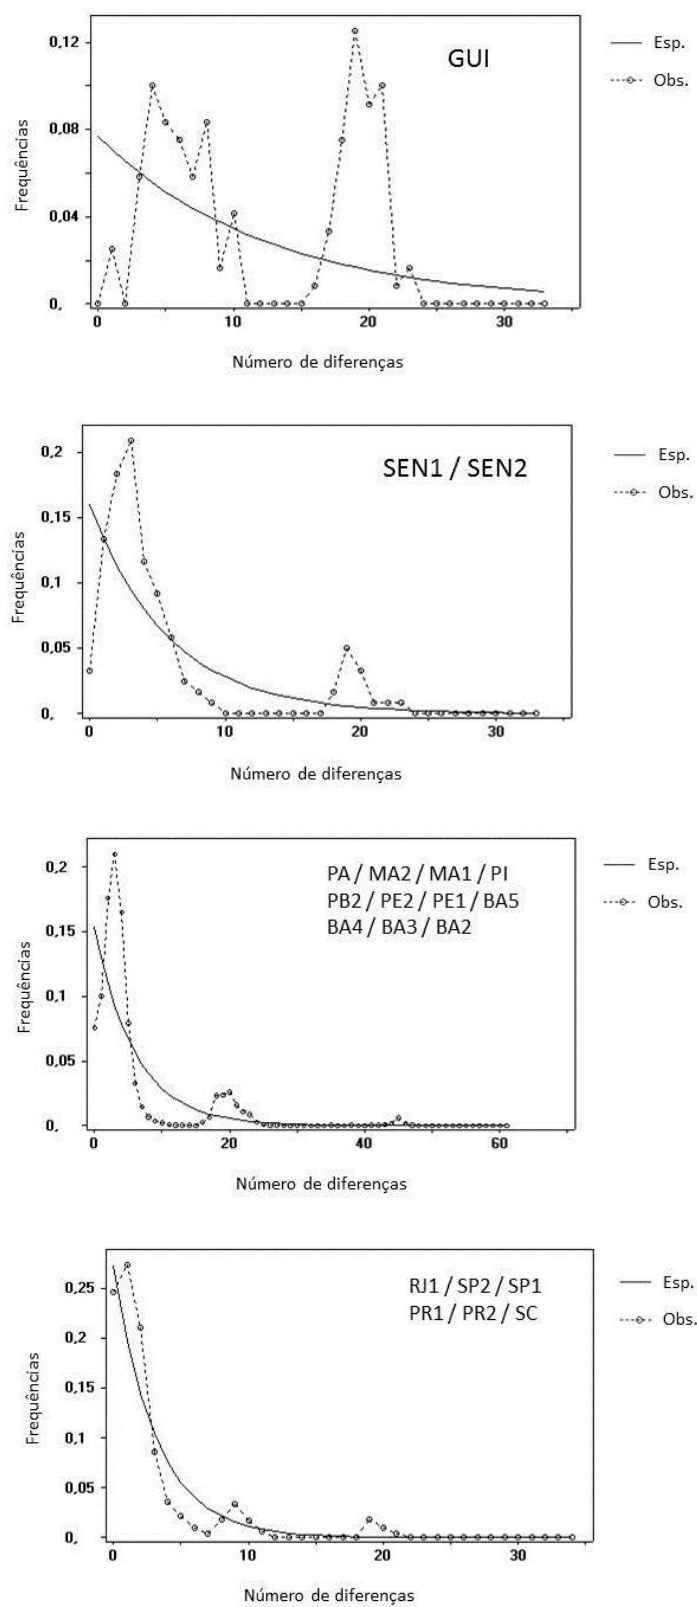 GUI
Esp.
Obs.
Frequências
0,12
0,08
0,04
0,
0 10 20 30
Número de diferenças
SEN1 / SEN2
Esp.
Obs.
Frequências
0,2
0,15
0,1
0,05
0,
0 10 20 30
Número de diferenças
PA / MA2 / MA1 / PI
PB2 / PE2 / PE1 / BA5
BA4 / BA3 / BA2
Esp.
Obs.
Frequências
0,2
0,15
0,1
0,05
0,
0 20 40 60
Número de diferenças
RJ1 / SP2 / SP1
PR1 / PR2 / SC
Esp.
Obs.
Frequências
0,25
0,2
0,15
0,1
0,05
0,
0 10 20 30
Número de diferenças